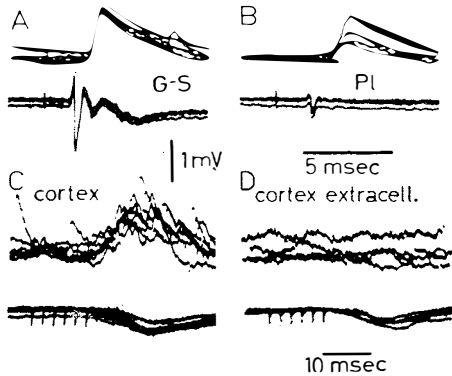 A
B
G-S
Pl
1mV
5 msec
C cortex
D cortex extracell.
10 msec